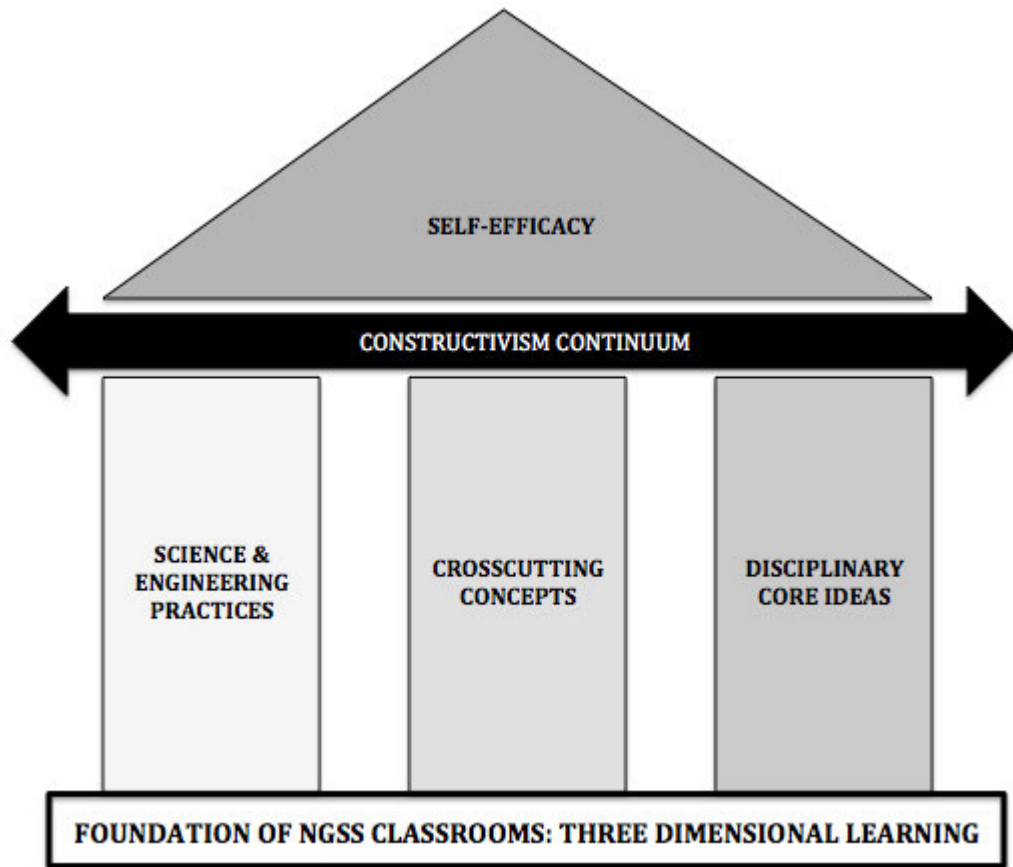 SELF-EFFICACY
CONSTRUCTIVISM CONTINUUM
SCIENCE &
ENGINEERING
PRACTICES
CROSSCUTTING
CONCEPTS
DISCIPLINARY
CORE IDEAS
FOUNDATION OF NGSS CLASSROOMS: THREE DIMENSIONAL LEARNING